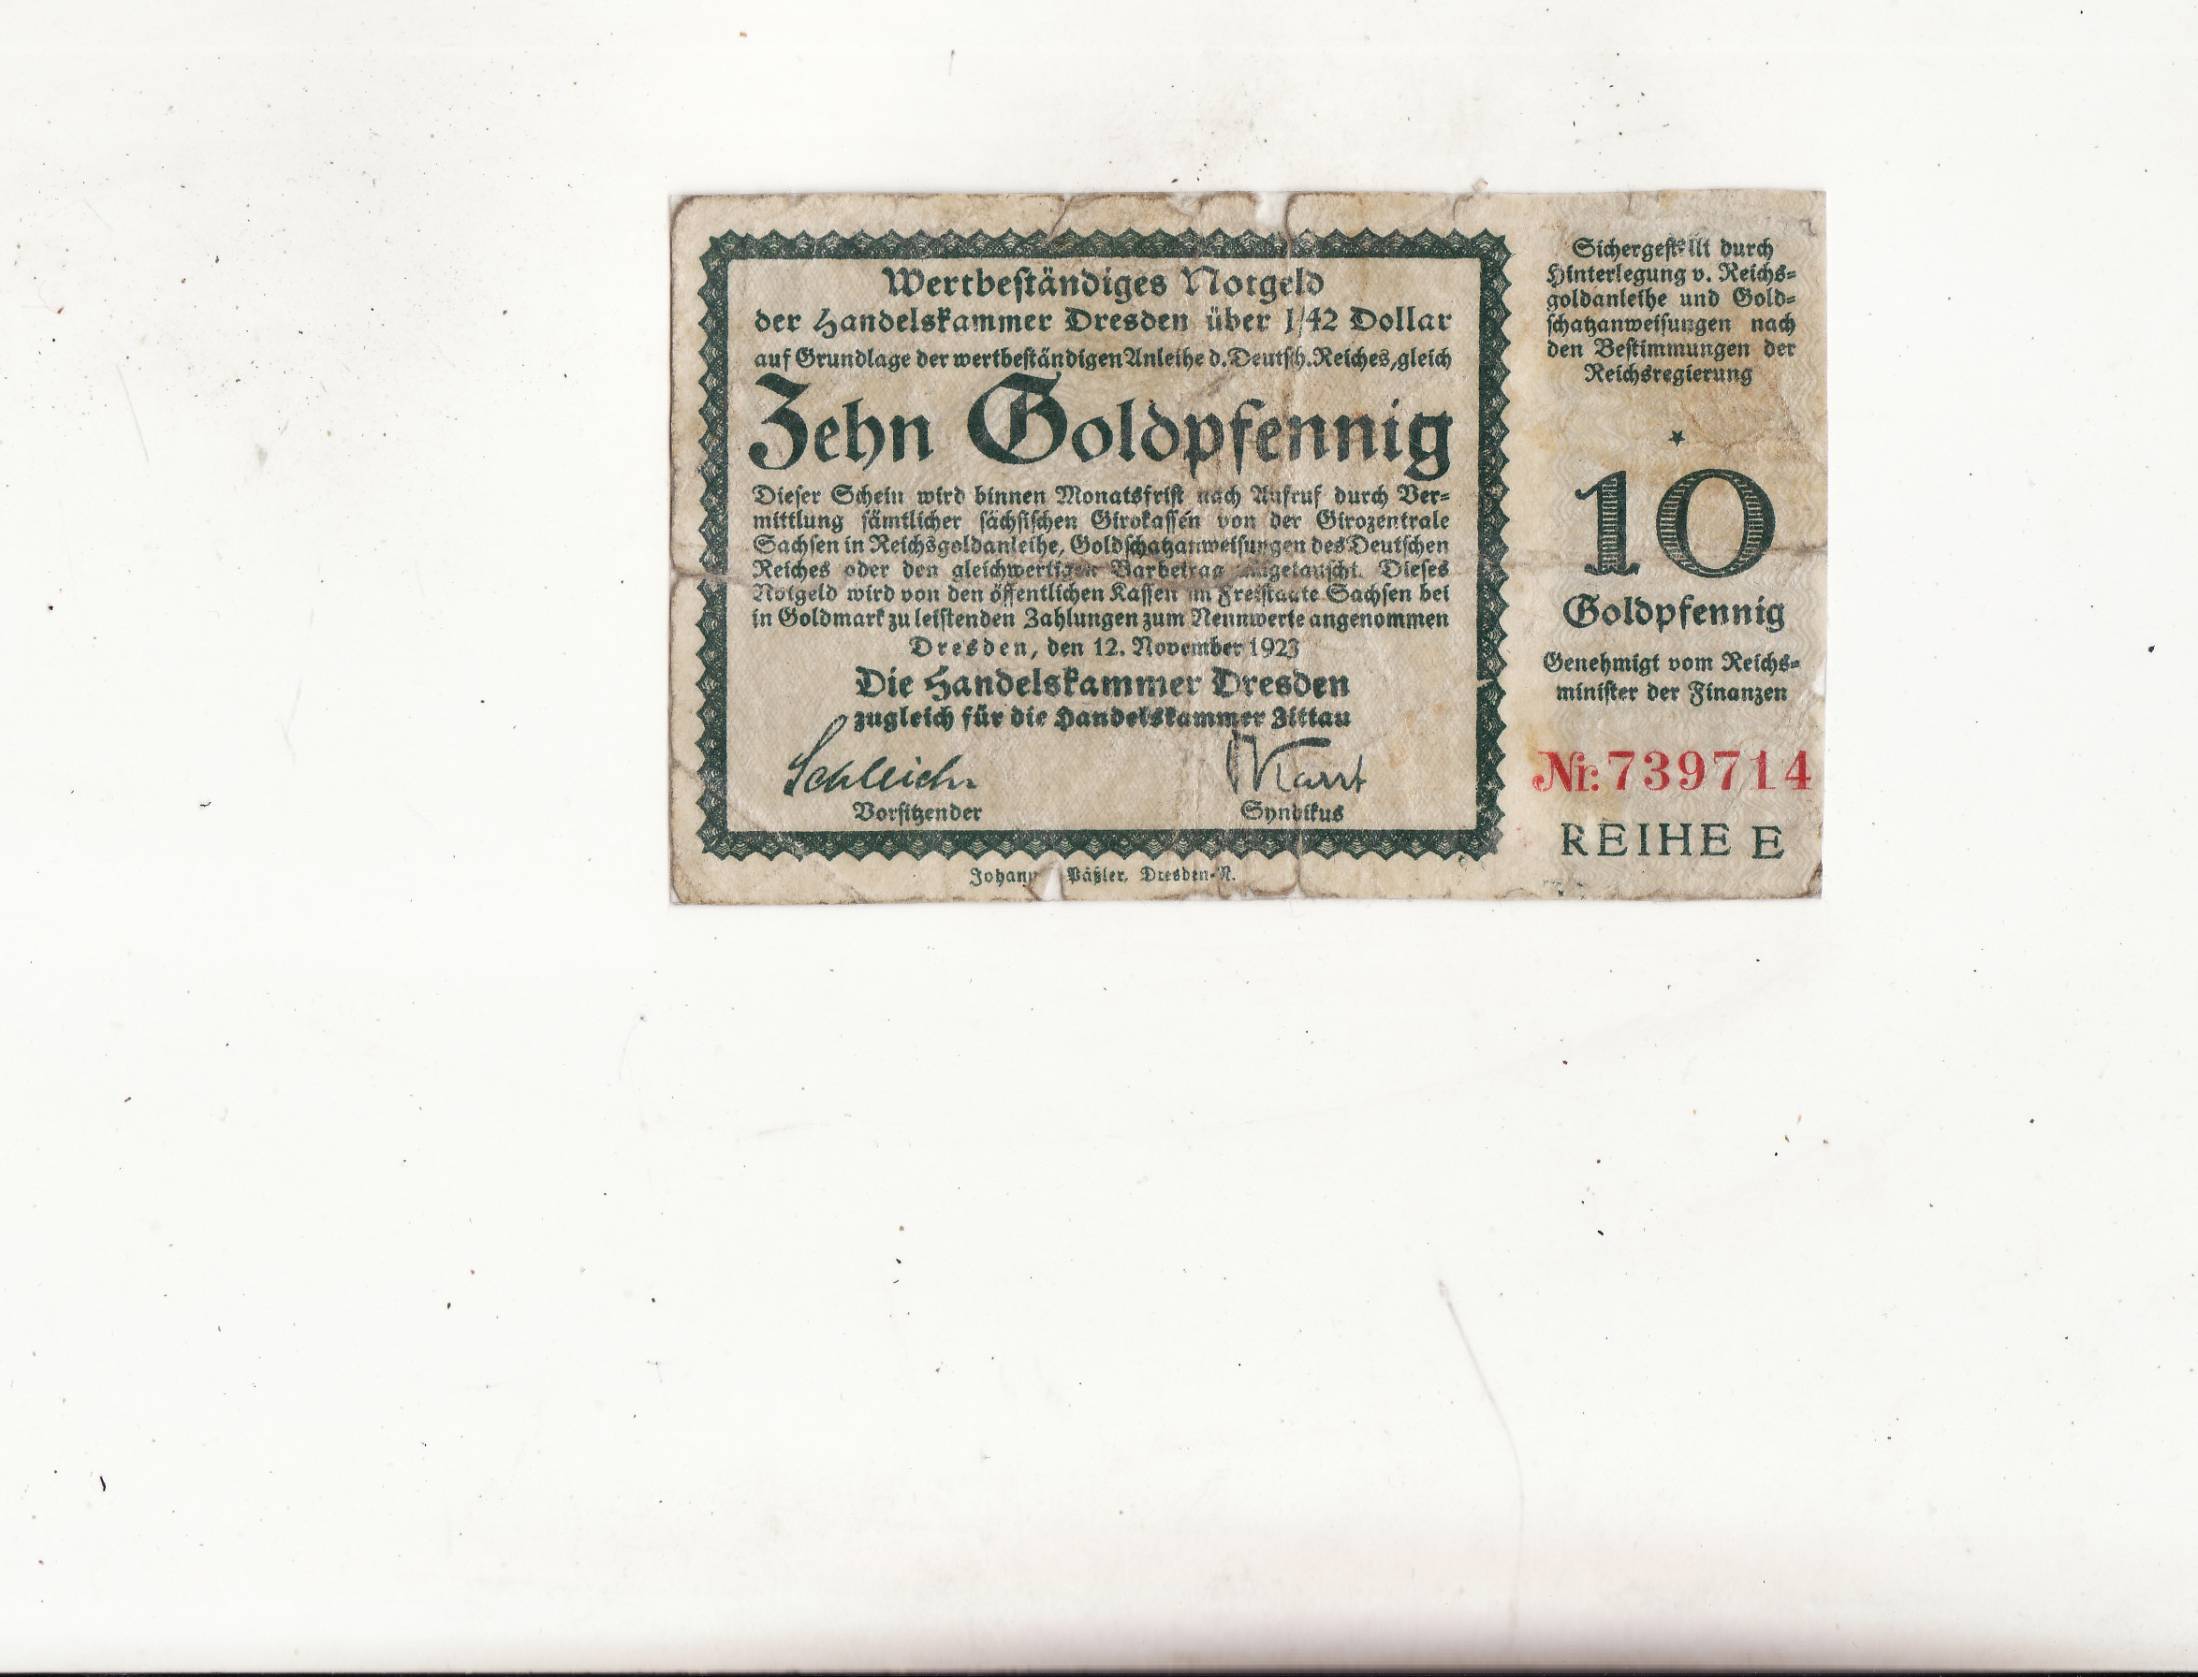 Wertbeständiges Notgeld
der Handelskammer Dresden über 1/42 Dollar
auf Grundlage der wertbeständigen Anleihe d. Deutsch. Reiches, gleich
Zehn Goldpfennig
Dieser Schein wird binnen Monatsfrist nach Aufruf durch Ver=
mittlung sämtlicher sächsischen Girokassen von der Girozentrale
Sachsen in Reichsgoldanleihe, Goldschatzanweisungen des Deutschen
Reiches oder den gleichwertigen Barbetrag umgetauscht. Dieses
Notgeld wird von den öffentlichen Kassen im Freistaate Sachsen bei
in Goldmark zu leistenden Zahlungen zum Nennwerte angenommen
Dresden, den 12. November 1923
Die Handelskammer Dresden
zugleich für die Handelskammer Zittau
Vorsitzender
Syndikus
Johann Päßler, Dresden-N.
Sichergestellt durch
Hinterlegung v. Reichs=
goldanleihe und Gold=
schatzanweisungen nach
den Bestimmungen der
Reichsregierung
10
Goldpfennig
Genehmigt vom Reichs=
minister der Finanzen
Nr: 739714
REIHE E